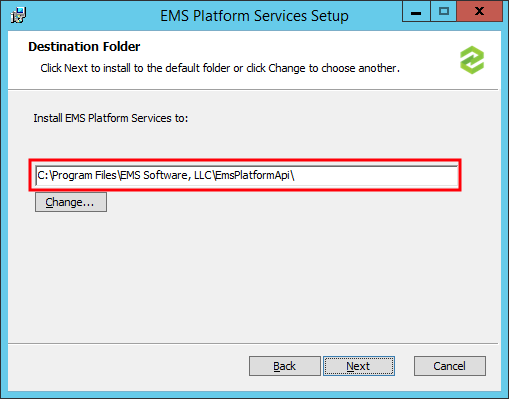 EMS Platform Services Setup
Destination Folder
Click Next to install to the default folder or click Change to choose another.
Install EMS Platform Services to:
C:\Program Files\EMS Software, LLC\EmsPlatformApi\
Change...
Back Next Cancel